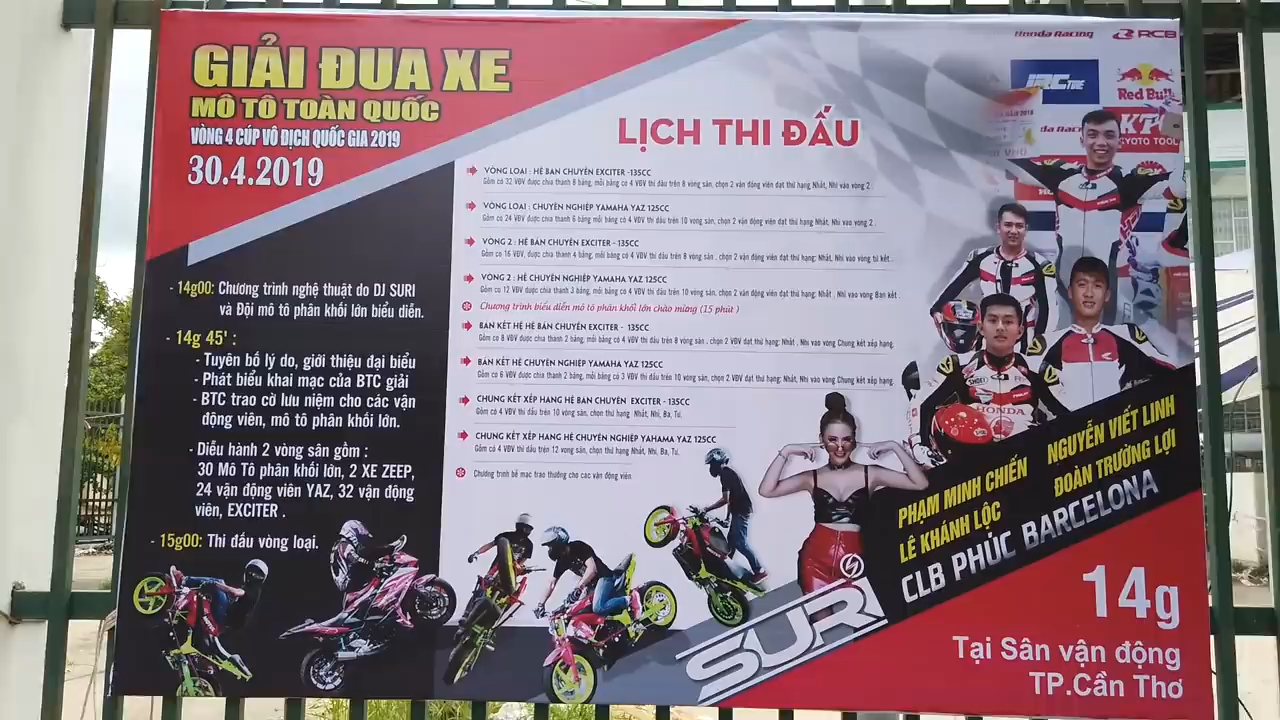 GIẢI ĐUA XE
MÔ TÔ TOÀN QUỐC
VÒNG 4 CÚP VÔ ĐỊCH QUỐC GIA 2019
30.4.2019
- 14g00: Chương trình nghệ thuật do DJ SURI
và Đội mô tô phân khối lớn biểu diễn.
- 14g 45' :
- Tuyên bố lý do, giới thiệu đại biểu
- Phát biểu khai mạc của BTC giải
- BTC trao cờ lưu niệm cho các vận
động viên, mô tô phân khối lớn.
- Diễu hành 2 vòng sân gồm :
30 Mô Tô phân khối lớn, 2 XE ZEEP,
24 vận động viên YAZ, 32 vận động
viên, EXCITER .
- 15g00: Thi đấu vòng loại.
LỊCH THI ĐẤU
VÒNG LOẠI : HỆ BÁN CHUYÊN EXCITER -135CC
Gồm có 32 VĐV được chia thành 8 bảng, mỗi bảng có 4 VĐV thi đấu trên 8 vòng sân, chọn 2 vận động viên đạt thứ hạng Nhất, Nhì vào vòng 2
VÒNG LOẠI : CHUYÊN NGHIỆP YAMAHA YAZ 125CC
Gồm có 24 VĐV được chia thành 6 bảng mỗi bảng có 4 VĐV thi đấu trên 10 vòng sân, chọn 2 vận động viên đạt thứ hạng Nhất, Nhì vào vòng 2 .
VÒNG 2 : HỆ BÁN CHUYÊN EXCITER - 135CC
Gồm có 16 VĐV, được chia thành 4 bảng, mỗi bảng có 4 VĐV thi đấu trên 8 vòng sân , chọn 2 vận động viên đạt thứ hạng: Nhất, Nhì vào vòng tứ kết .
VÒNG 2 : HỆ CHUYÊN NGHIỆP YAMAHA YAZ 125CC
Gồm có 12 VĐV, được chia thành 3 bảng, mỗi bảng có 4 VĐV thi đấu trên 10 vòng sân, chọn 2 vận động viên đạt thứ hạng: Nhất , Nhì vào vòng Bán kết .
Chương trình biểu diễn mô tô phân khối lớn chào mừng (15 phút )
BÁN KẾT HỆ HỆ BÁN CHUYÊN EXCITER - 135CC
Gồm có 8 VĐV được chia thành 2 bảng, mỗi bảng có 4 VĐV thi đấu trên 8 vòng sân . chọn 2 VĐV đạt thứ hạng: Nhất , Nhì vào vòng Chung kết xếp hạng.
BÁN KẾT HỆ CHUYÊN NGHIỆP YAMAHA YAZ 125CC
Gồm có 6 VĐV được chia thành 2 bảng, mỗi bảng có 3 VĐV thi đấu trên 10 vòng sân, chọn 2 VĐV đạt thứ hạng: Nhất, Nhì vào vòng Chung kết xếp hạng.
CHUNG KẾT XẾP HẠNG HỆ BÁN CHUYÊN EXCITER - 135CC
Gồm có 4 VĐV thi đấu trên 10 vòng sân, chọn thứ hạng Nhất, Nhì, Ba, Tư.
CHUNG KẾT XẾP HẠNG HỆ CHUYÊN NGHIỆP YAHAMA YAZ 125CC
Gồm cá 4 VĐV thi đấu trên 12 vòng sân, chọn thứ hạng Nhất, Nhì, Ba, Tư.
Chương trình bế mạc trao thưởng cho các vận động viên
Honda Racing
RCB
IRC TIRE
Red Bull
KTC
KYOTO TOOL
HONDA
PHẠM MINH CHIẾN
NGUYỄN VIẾT LINH
LÊ KHÁNH LỘC
ĐOÀN TRƯỜNG LỢI
CLB PHÚC BARCELONA
SURI
14g
Tại Sân vận động
TP.Cần Thơ